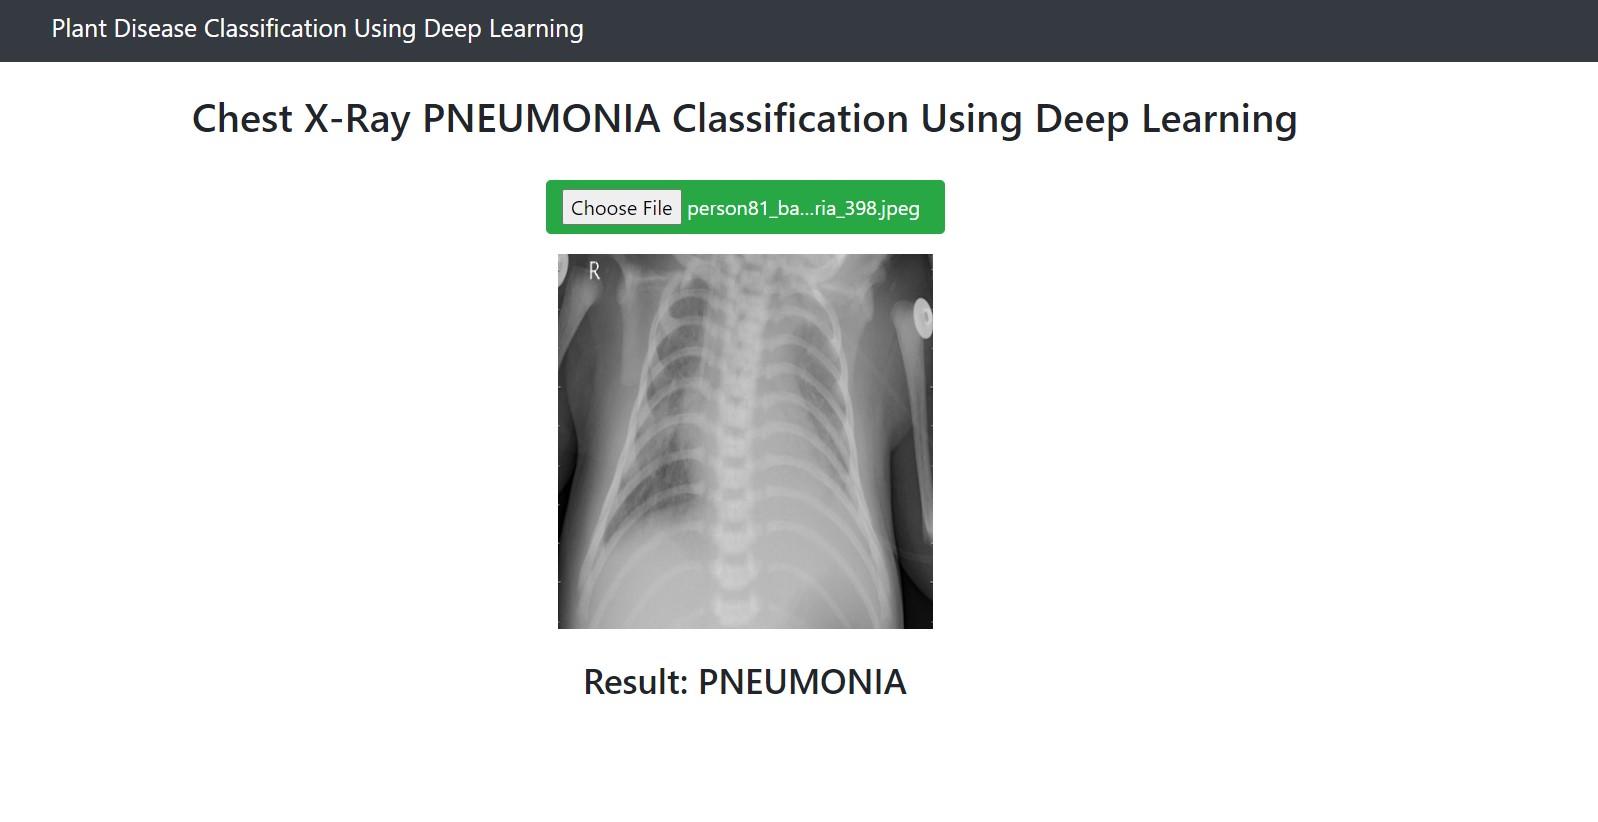 Plant Disease Classification Using Deep Learning
Chest X-Ray PNEUMONIA Classification Using Deep Learning
Choose File person81_ba...ria_398.jpeg
R
Result: PNEUMONIA